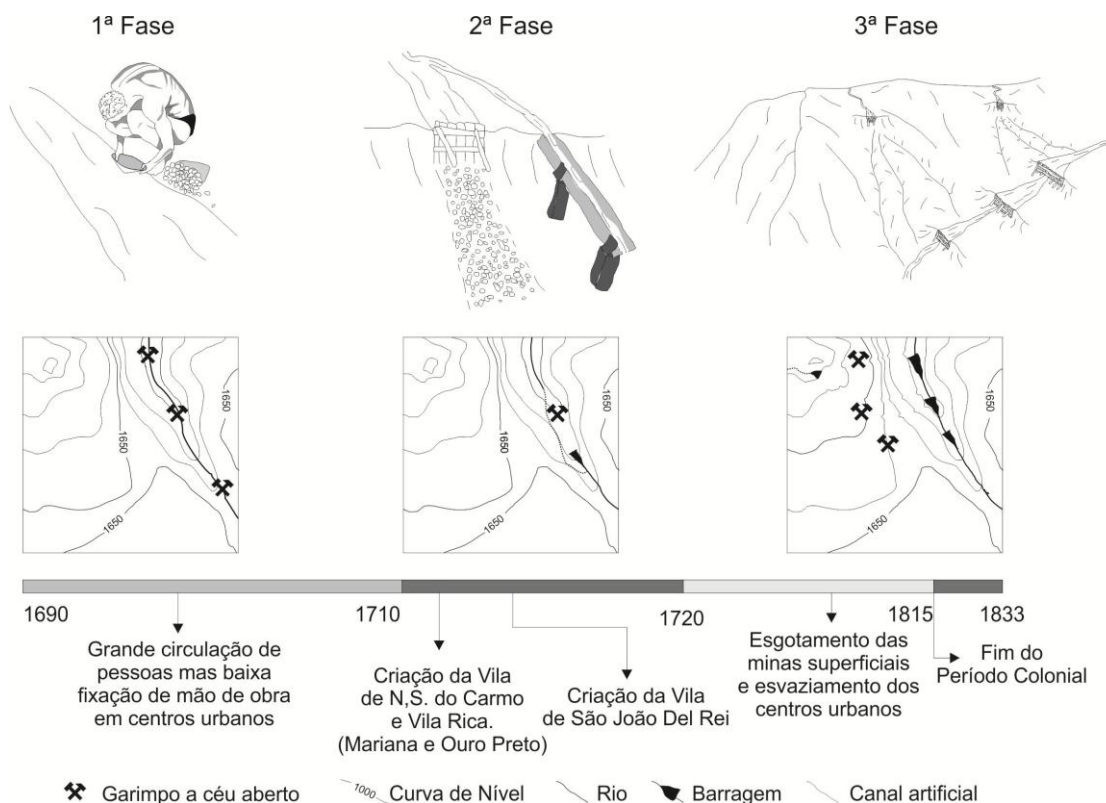 1ª Fase
2ª Fase
3ª Fase
1650
1650
1650
1650
1650
1650
1650
1650
1650
1690
1710
1720
1815
1833
Grande circulação de
pessoas mas baixa
fixação de mão de obra
em centros urbanos
Criação da Vila
de N,S. do Carmo
e Vila Rica.
(Mariana e Ouro Preto)
Criação da Vila
de São João Del Rei
Esgotamento das
minas superficiais
e esvaziamento dos
centros urbanos
Fim do
Período Colonial
Garimpo a céu aberto
1000
Curva de Nível
Rio
Barragem
Canal artificial